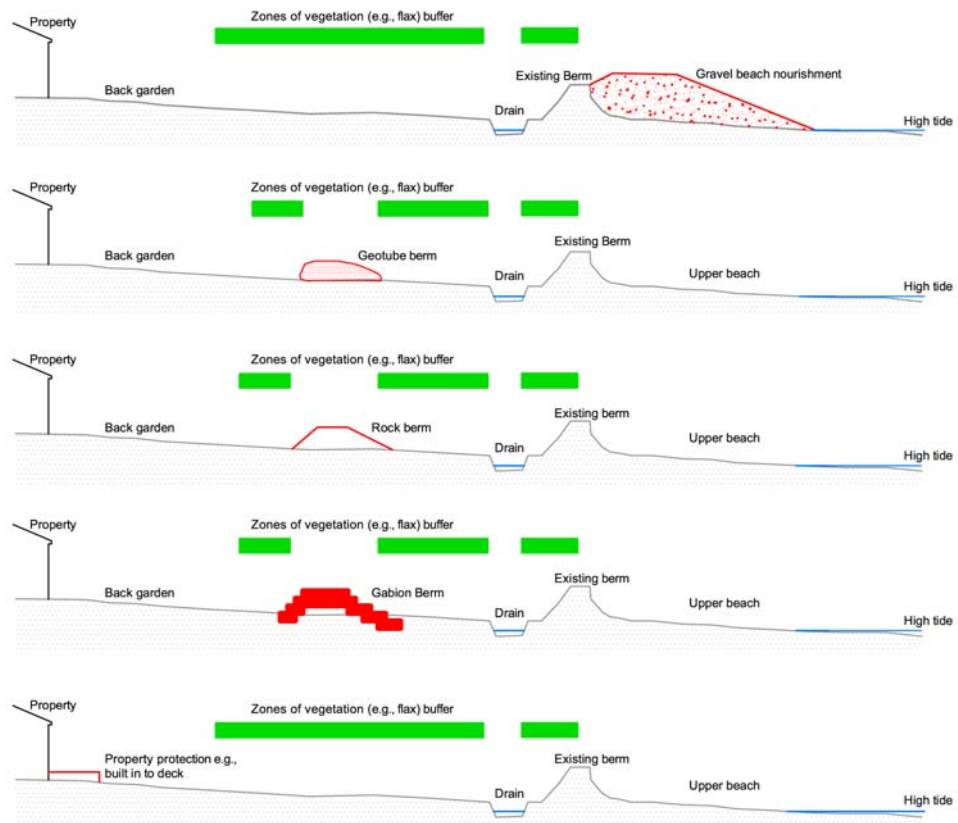 Property
Zones of vegetation (e.g., flax) buffer
Back garden
Existing Berm
Gravel beach nourishment
Drain
High tide
Property
Zones of vegetation (e.g., flax) buffer
Back garden
Geotube berm
Existing Berm
Drain
Upper beach
High tide
Property
Zones of vegetation (e.g., flax) buffer
Back garden
Rock berm
Existing berm
Drain
Upper beach
High tide
Property
Zones of vegetation (e.g., flax) buffer
Back garden
Gabion Berm
Existing berm
Drain
Upper beach
High tide
Property
Zones of vegetation (e.g., flax) buffer
Property protection e.g.,
built in to deck
Existing berm
Drain
Upper beach
High tide